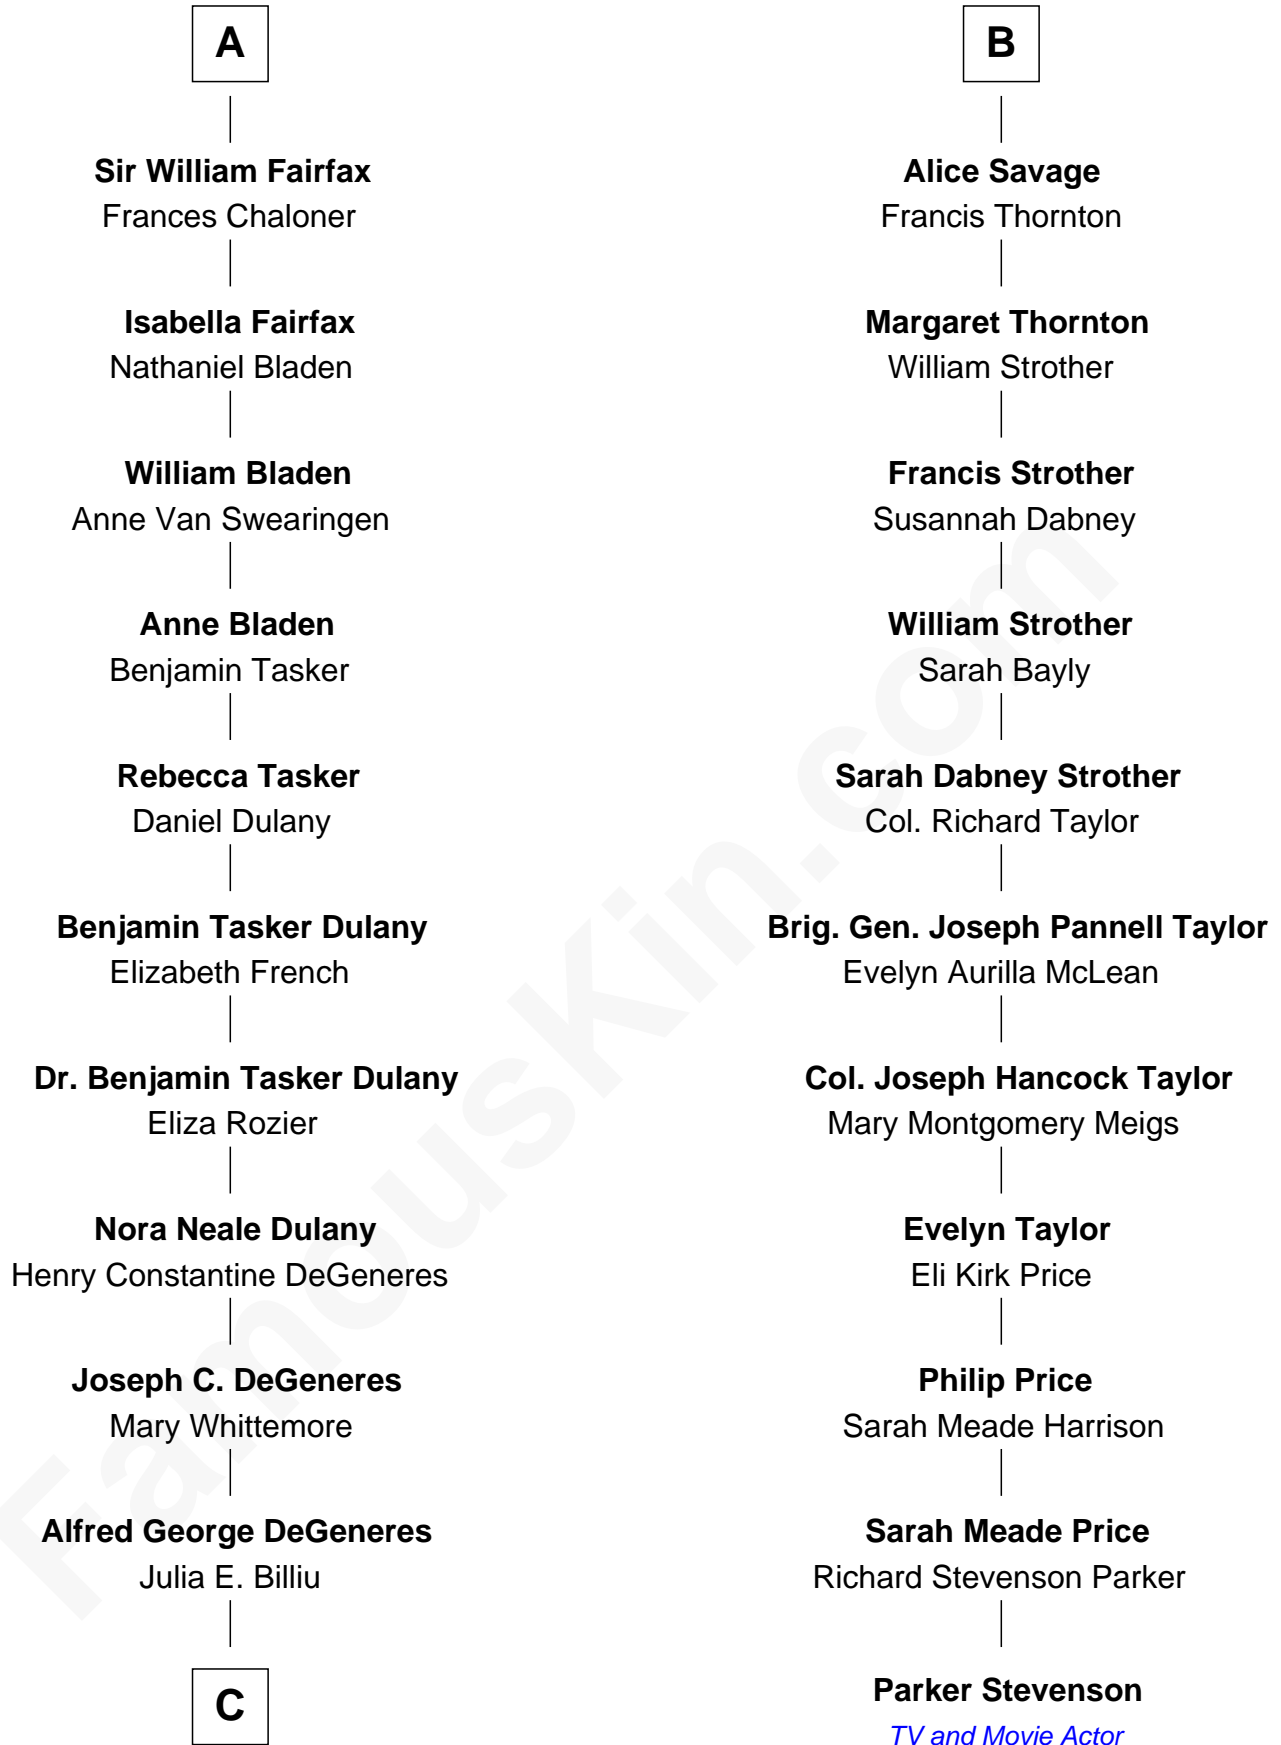 A
Sir William Fairfax
Frances Chaloner
Isabella Fairfax
Nathaniel Bladen
William Bladen
Anne Van Swearingen
Anne Bladen
Benjamin Tasker
Rebecca Tasker
Daniel Dulany
Benjamin Tasker Dulany
Elizabeth French
Dr. Benjamin Tasker Dulany
Eliza Rozier
Nora Neale Dulany
Henry Constantine DeGeneres
Joseph C. DeGeneres
Mary Whittemore
Alfred George DeGeneres
Julia E. Billiu
C
B
Alice Savage
Francis Thornton
Margaret Thornton
William Strother
Francis Strother
Susannah Dabney
William Strother
Sarah Bayly
Sarah Dabney Strother
Col. Richard Taylor
Brig. Gen. Joseph Pannell Taylor
Evelyn Aurilla McLean
Col. Joseph Hancock Taylor
Mary Montgomery Meigs
Evelyn Taylor
Eli Kirk Price
Philip Price
Sarah Meade Harrison
Sarah Meade Price
Richard Stevenson Parker
Parker Stevenson
TV and Movie Actor
FamousKin.com